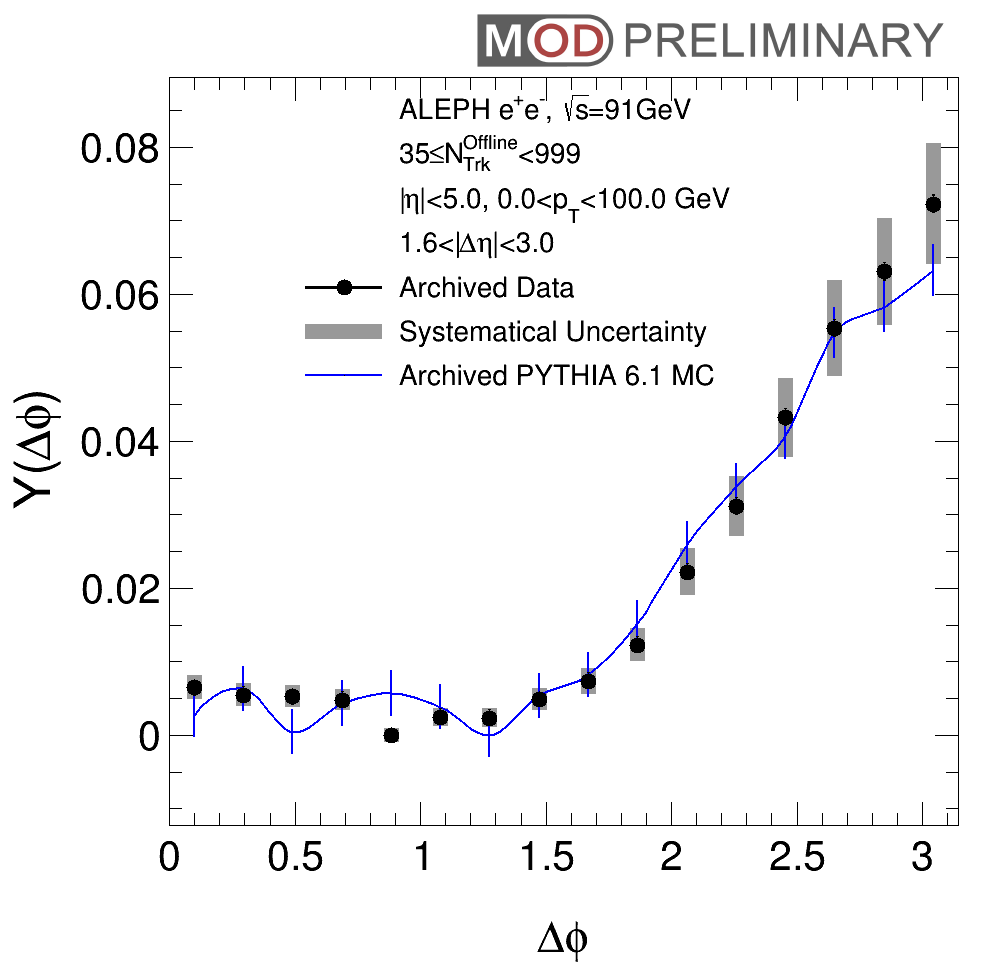 MOD PRELIMINARY
ALEPH e⁺e⁻, √s=91GeV
35≤N_Trk^Offline<999
|η|<5.0, 0.0<p_T<100.0 GeV
1.6<|Δη|<3.0
Archived Data
Systematical Uncertainty
Archived PYTHIA 6.1 MC
Y(Δϕ)
0.08
0.06
0.04
0.02
0
0 0.5 1 1.5 2 2.5 3
Δϕ